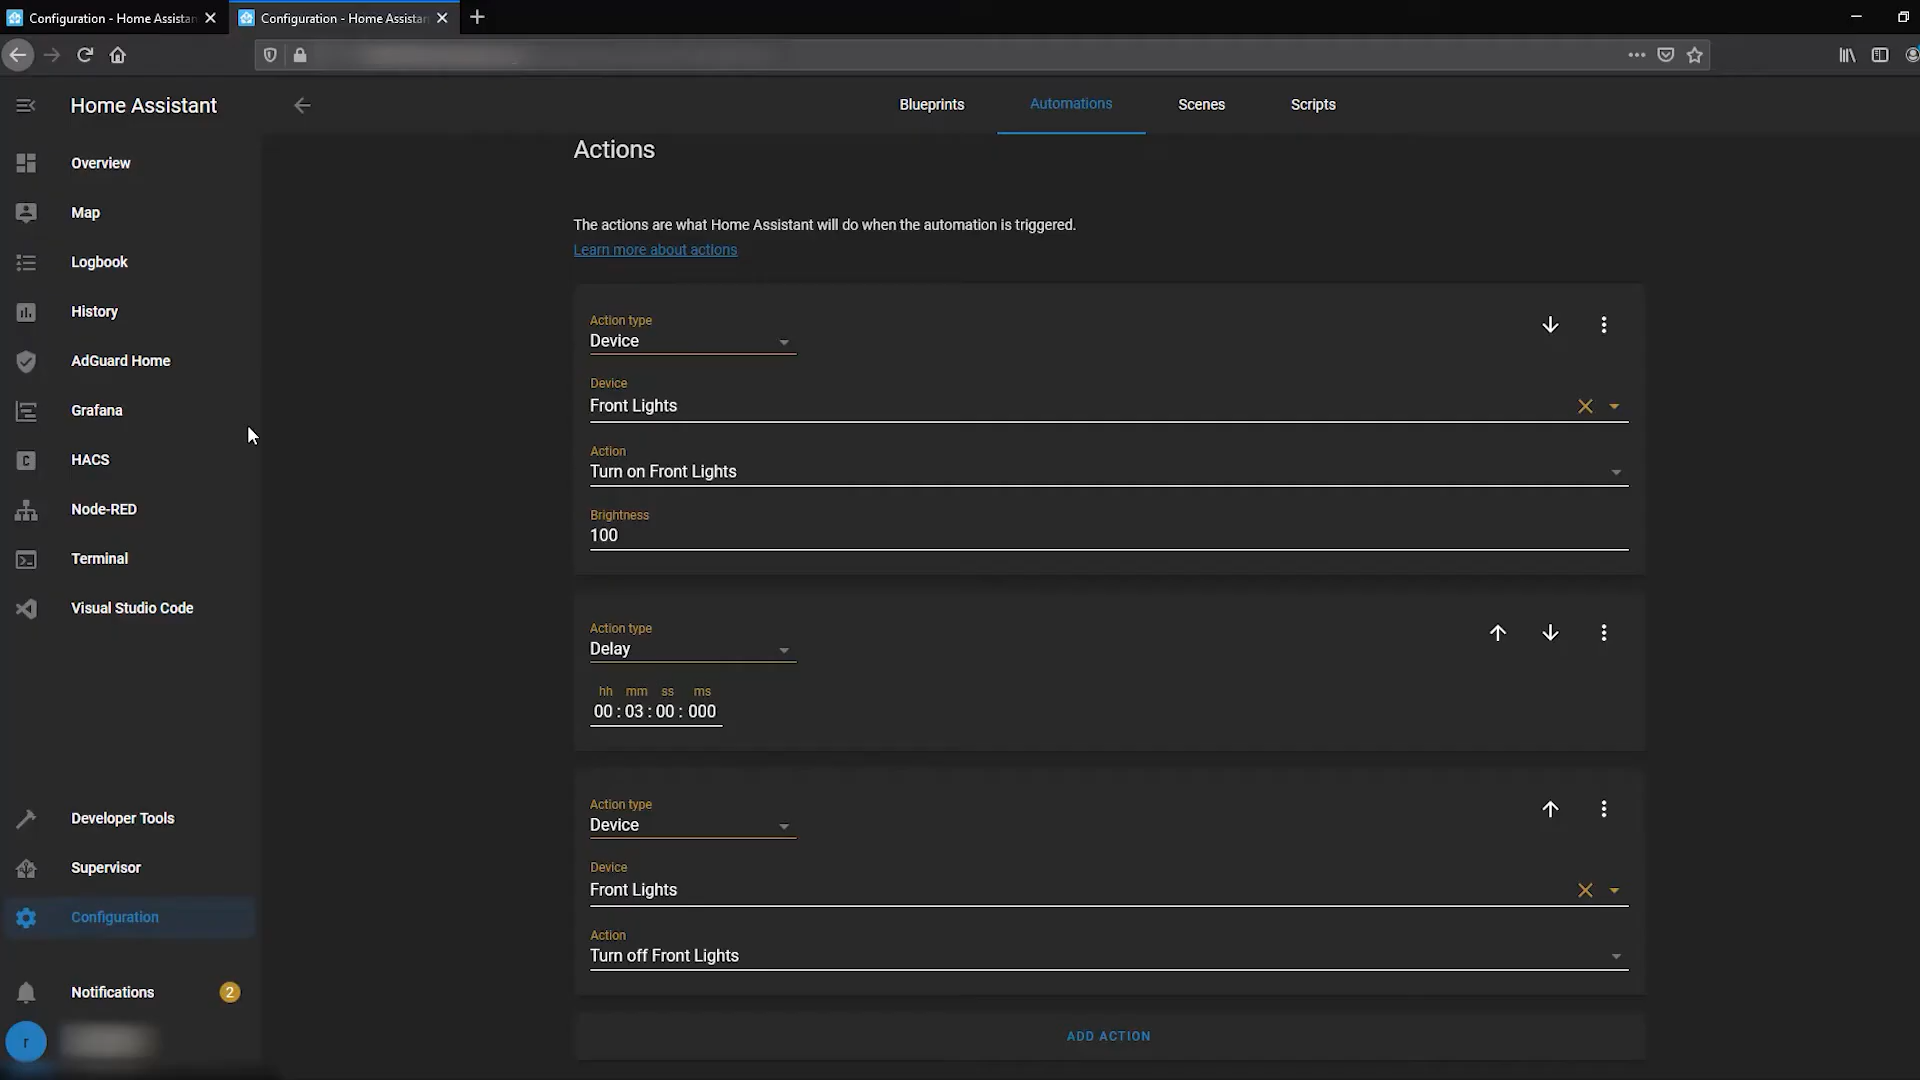 Configuration - Home Assistan
Configuration - Home Assistan
Home Assistant
Blueprints
Automations
Scenes
Scripts
Overview
Map
Logbook
History
AdGuard Home
Grafana
HACS
Node-RED
Terminal
Visual Studio Code
Developer Tools
Supervisor
Configuration
Notifications
2
r
Actions
The actions are what Home Assistant will do when the automation is triggered.
Learn more about actions
Action type
Device
Device
Front Lights
Action
Turn on Front Lights
Brightness
100
Action type
Delay
hh mm ss ms
00 : 03 : 00 : 000
Action type
Device
Device
Front Lights
Action
Turn off Front Lights
ADD ACTION